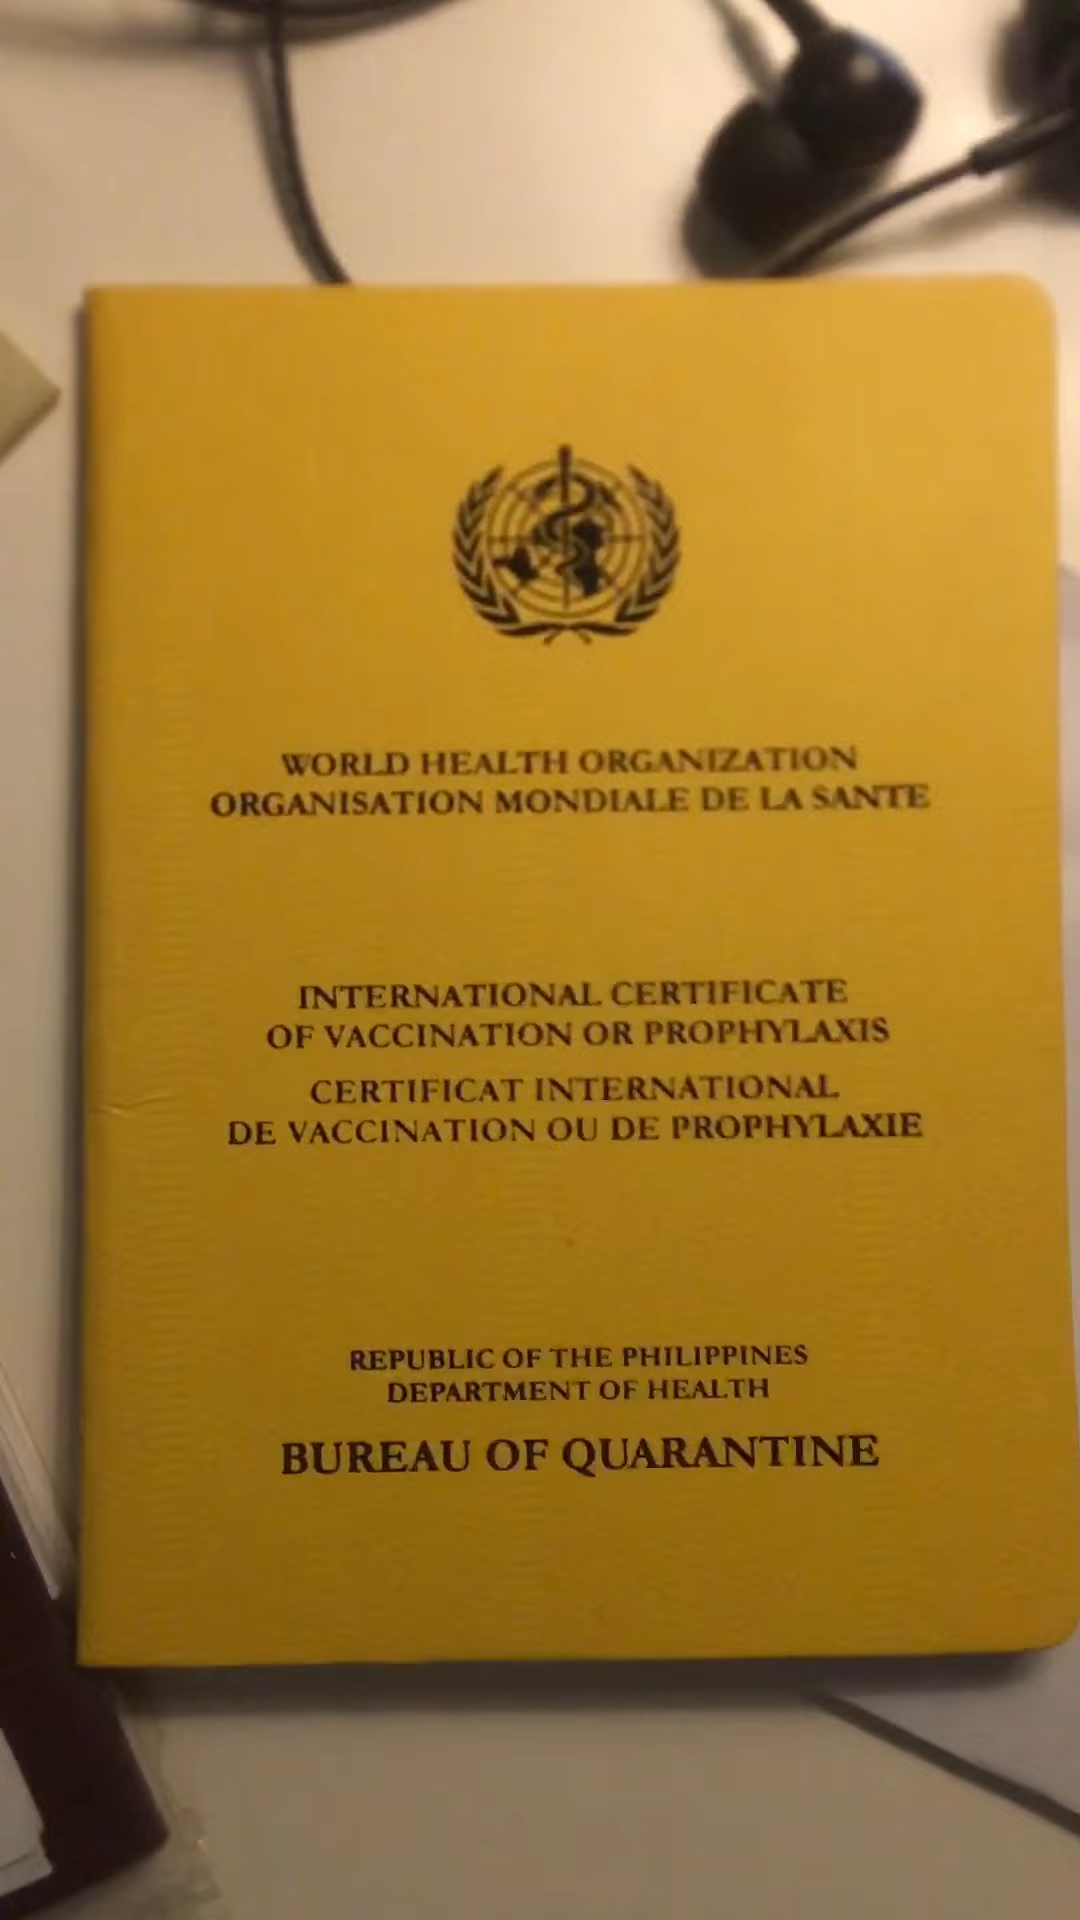 WORLD HEALTH ORGANIZATION
ORGANISATION MONDIALE DE LA SANTE
INTERNATIONAL CERTIFICATE
OF VACCINATION OR PROPHYLAXIS
CERTIFICAT INTERNATIONAL
DE VACCINATION OU DE PROPHYLAXIE
REPUBLIC OF THE PHILIPPINES
DEPARTMENT OF HEALTH
BUREAU OF QUARANTINE